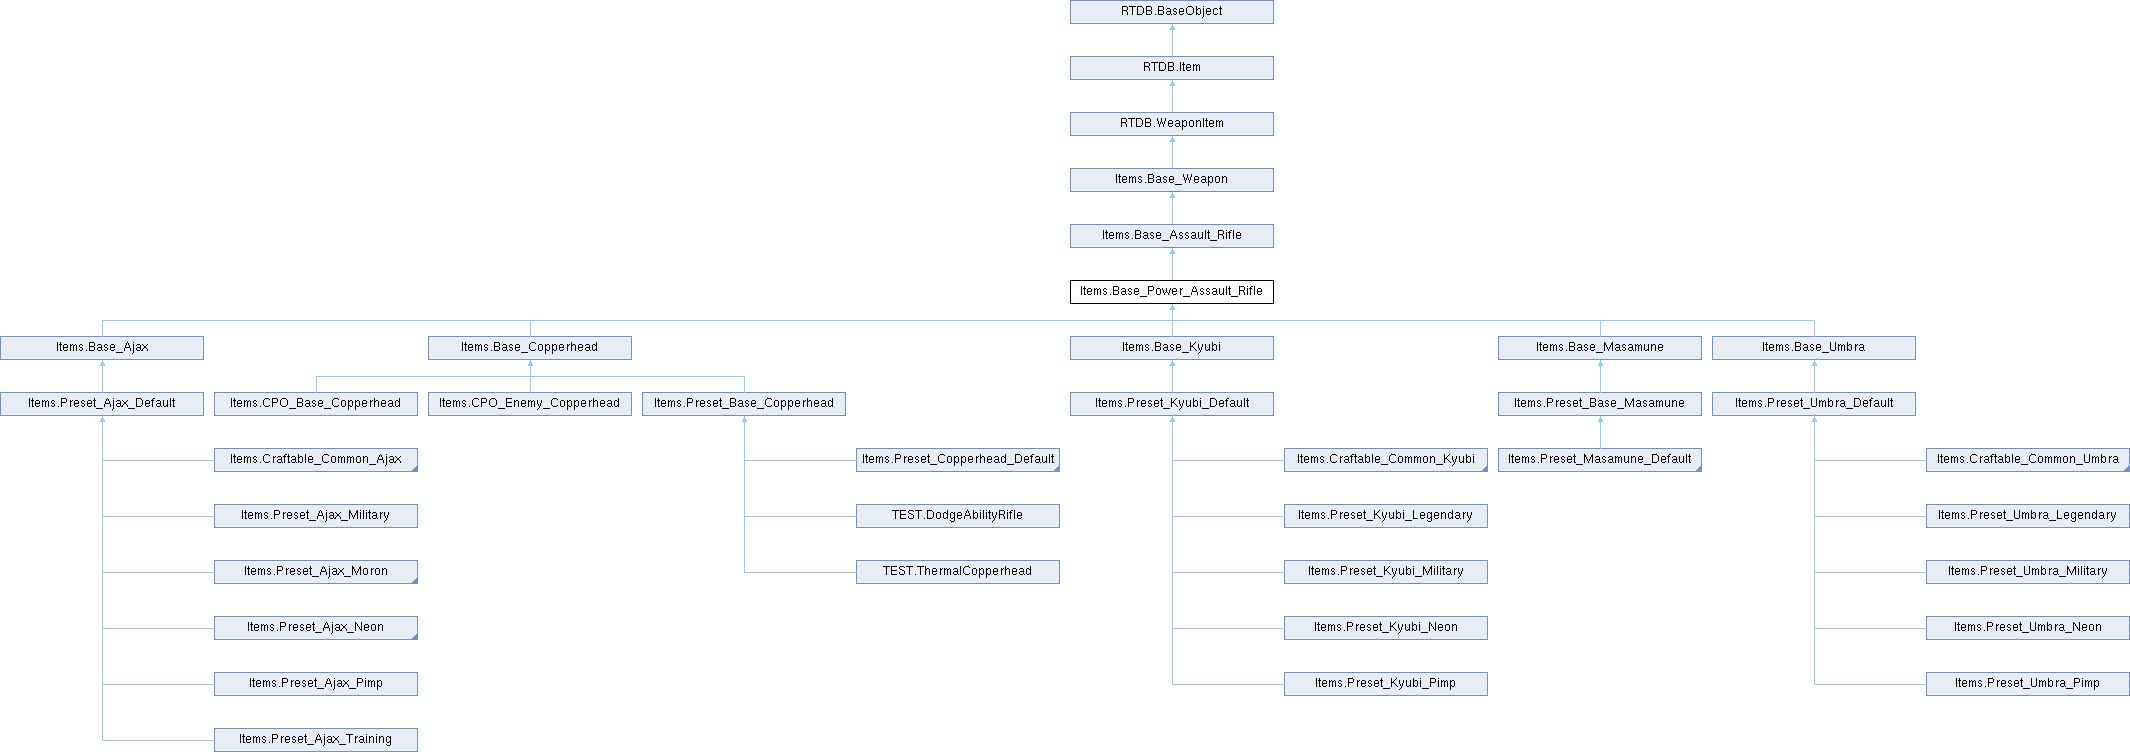 RTDB.BaseObject
RTDB.Item
RTDB.WeaponItem
Items.Base_Weapon
Items.Base_Assault_Rifle
Items.Base_Power_Assault_Rifle
Items.Base_Ajax
Items.Base_Copperhead
Items.Base_Kyubi
Items.Base_Masamune
Items.Base_Umbra
Items.Preset_Ajax_Default
Items.CPO_Base_Copperhead
Items.CPO_Enemy_Copperhead
Items.Preset_Base_Copperhead
Items.Preset_Kyubi_Default
Items.Preset_Base_Masamune
Items.Preset_Umbra_Default
Items.Craftable_Common_Ajax
Items.Preset_Copperhead_Default
Items.Craftable_Common_Kyubi
Items.Preset_Masamune_Default
Items.Craftable_Common_Umbra
Items.Preset_Ajax_Military
TEST.DodgeAbilityRifle
Items.Preset_Kyubi_Legendary
Items.Preset_Umbra_Legendary
Items.Preset_Ajax_Moron
TEST.ThermalCopperhead
Items.Preset_Kyubi_Military
Items.Preset_Umbra_Military
Items.Preset_Ajax_Neon
Items.Preset_Kyubi_Neon
Items.Preset_Umbra_Neon
Items.Preset_Ajax_Pimp
Items.Preset_Kyubi_Pimp
Items.Preset_Umbra_Pimp
Items.Preset_Ajax_Training